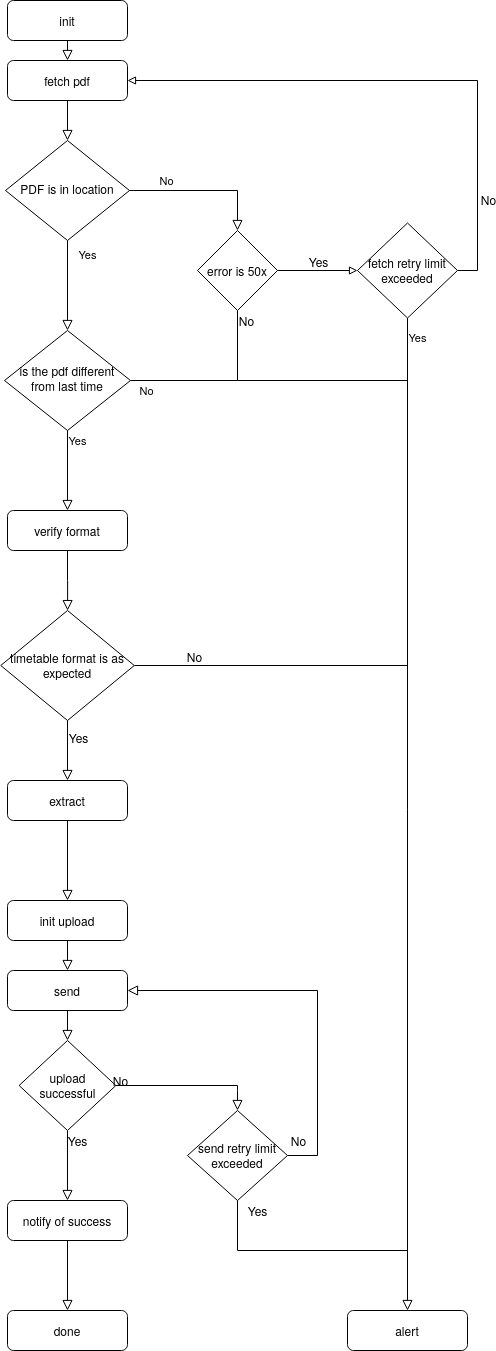 init
fetch pdf
PDF is in location
No
No
Yes
error is 50x
Yes
fetch retry limit
exceeded
No
Yes
is the pdf different
from last time
No
Yes
verify format
timetable format is as
expected
No
Yes
extract
init upload
send
upload
successful
No
Yes
send retry limit
exceeded
No
Yes
notify of success
done
alert